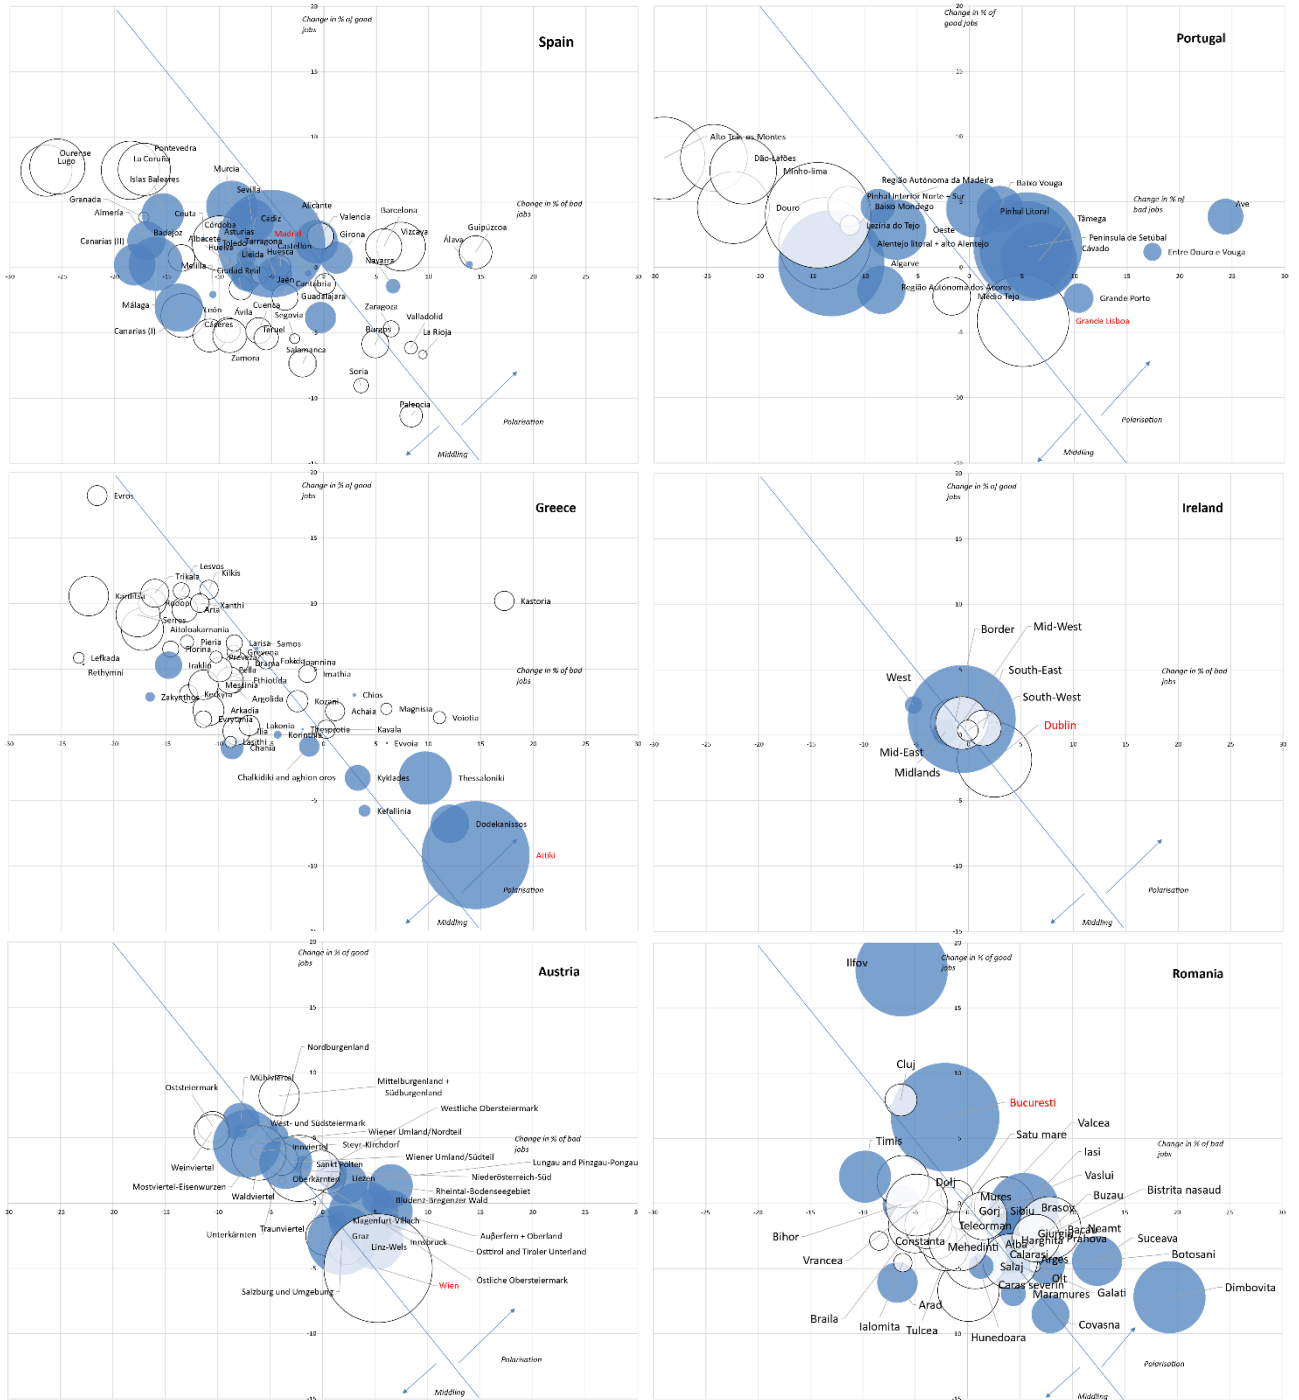 Spain
Change in % of good
jobs
Change in % of bad
jobs
Ourense
Lugo
Pontevedra
La Coruña
Islas Baleares
Granada
Almería
Murcia
Sevilla
Ceuta
Córdoba
Cádiz
Alicante
Valencia
Barcelona
Vizcaya
Guipúzcoa
Álava
Badajoz
Canarias (II)
Albacete
Huelva
Asturias
Toledo
Tarragona
Madrid
Castellón
Girona
Lleida
Huesca
Navarra
Melilla
Ciudad Real
Jaén
Cantabria
Guadalajara
Málaga
Canarias (I)
León
Cáceres
Ávila
Cuenca
Segovia
Teruel
Zamora
Salamanca
Zaragoza
Burgos
Valladolid
La Rioja
Soria
Palencia
Polarisation
Middling
Portugal
Change in % of
good jobs
Change in % of
bad jobs
Alto Trás os Montes
Dão-Lafões
Minho-lima
Douro
Região Autónoma da Madeira
Pinhal Interior Norte + Sur
Baixo Mondego
Leziria do Tejo
Oeste
Alentejo litoral + alto Alentejo
Algarve
Região Autónoma dos Açores
Médio Tejo
Baixo Vouga
Pinhal Litoral
Tâmega
Península de Setúbal
Cávado
Ave
Entre Douro e Vouga
Grande Porto
Grande Lisboa
Polarisation
Middling
Greece
Change in % of good
jobs
Change in % of bad
jobs
Evros
Lesvos
Trikala
Kilkis
Karditsa
Rodopi
Xanthi
Arta
Serres
Aitoloakarnania
Pieria
Florina
Larisa
Samos
Grevena
Preveza
Drama
Fokida
Ioannina
Imathia
Lefkada
Rethymni
Iraklin
Pella
Ethiotida
Messinia
Zakynthos
Kerkyra
Argolida
Kozani
Chios
Achaia
Magnisia
Voiotia
Kastoria
Arkadia
Evrytania
Ilia
Lakonia
Thesprotia
Kavala
Korinthia
Lasithi
Chania
Evvoia
Chalkidiki and aghion oros
Kyklades
Thessaloniki
Kefallinia
Dodekanissos
Attiki
Polarisation
Middling
Ireland
Change in % of good
jobs
Change in % of bad
jobs
Border
Mid-West
South-East
South-West
West
Dublin
Mid-East
Midlands
Polarisation
Middling
Austria
Change in % of good
jobs
Change in % of bad
jobs
Nordburgenland
Mühlviertel
Oststeiermark
Mittelburgenland +
Südburgenland
Westliche Obersteiermark
West- und Südsteiermark
Wiener Umland/Nordteil
Innviertel
Steyr-Kirchdorf
Wiener Umland/Südteil
Weinviertel
Sankt Pölten
Lungau and Pinzgau-Pongau
Mostviertel-Eisenwurzen
Oberkärnten
Liezen
Niederösterreich-Süd
Waldviertel
Rheintal-Bodenseegebiet
Bludenz-Bregenzer Wald
Traunviertel
Unterkärnten
Klagenfurt-Villach
Außerfern + Oberland
Graz
Linz-Wels
Innsbruck
Osttirol and Tiroler Unterland
Östliche Obersteiermark
Salzburg und Umgebung
Wien
Polarisation
Middling
Romania
Change in % of good
jobs
Change in % of bad
jobs
Ilfov
Cluj
Bucuresti
Timis
Satu mare
Valcea
Iasi
Vaslui
Buzau
Bistrita nasaud
Dolj
Mures
Gorj
Sibiu
Brasov
Teleorman
Giurgiu
Bacau
Neamt
Suceava
Bihor
Constanta
Mehedinti
Alba
Harghita
Prahova
Botosani
Vrancea
Calarasi
Arges
Salaj
Olt
Galati
Dimbovita
Caras severin
Maramures
Braila
Ialomita
Arad
Tulcea
Hunedoara
Covasna
Polarisation
Middling